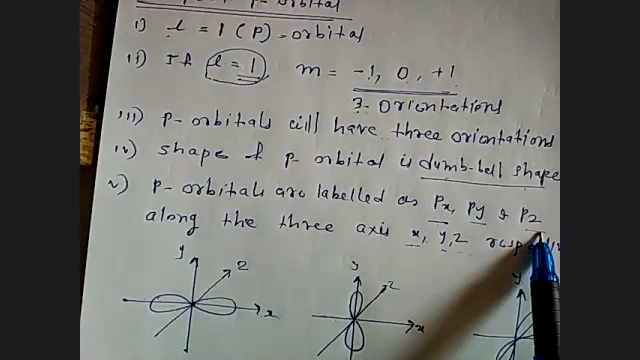 p-orbital
i) l = 1 (P) - orbital
ii) If l = 1 m = -1, 0, +1
3- Orientations
iii) p-orbitals will have three orientations
iv) shape of p orbital is dumb-bell shape
v) p-orbitals are labelled as Px, Py & Pz
along the three axis x, y, z
y z x
y z x
y